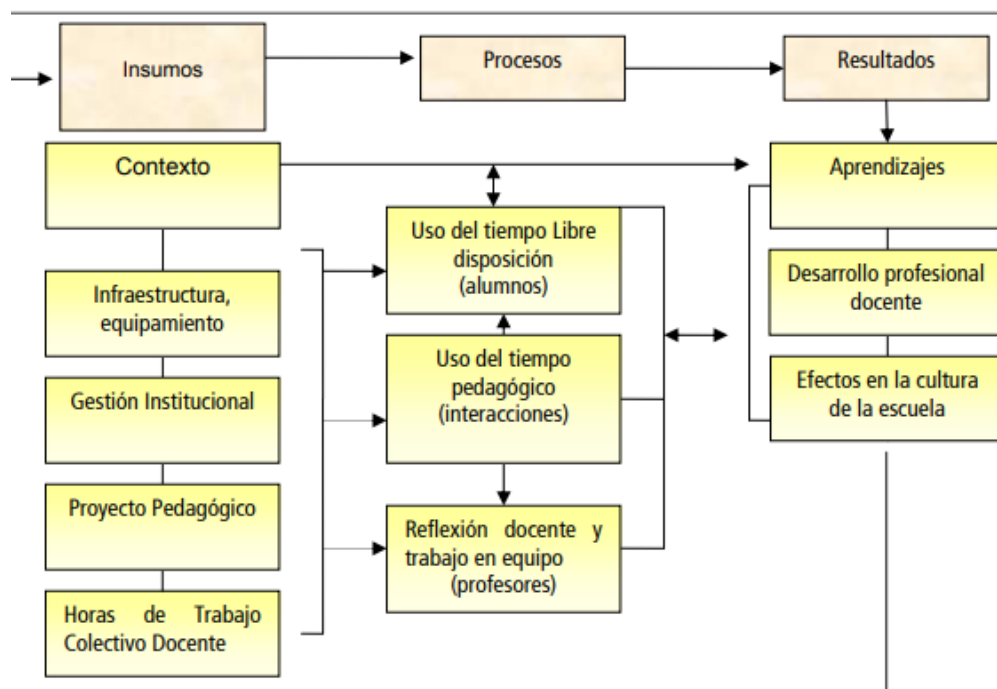 Insumos
Procesos
Resultados
Contexto
Infraestructura,
equipamiento
Gestión Institucional
Proyecto Pedagógico
Horas de Trabajo
Colectivo Docente
Uso del tiempo Libre
disposición
(alumnos)
Uso del tiempo
pedagógico
(interacciones)
Reflexión docente y
trabajo en equipo
(profesores)
Aprendizajes
Desarrollo profesional
docente
Efectos en la cultura
de la escuela